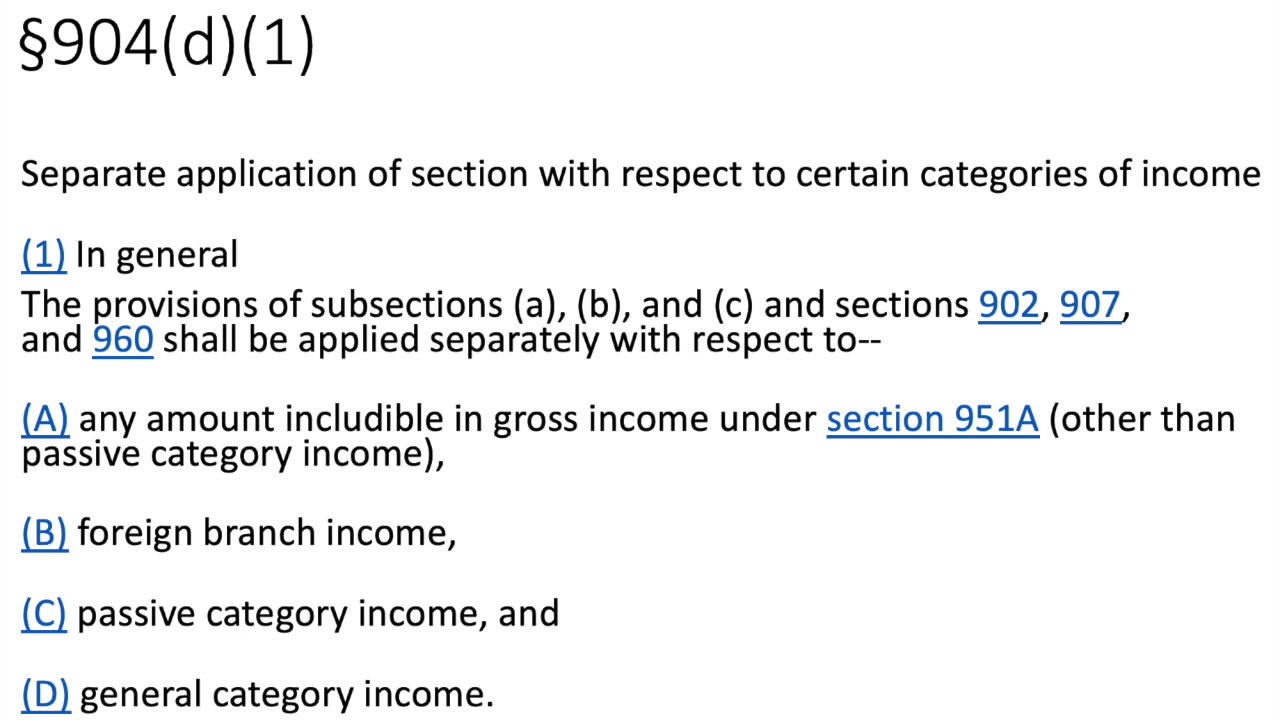 §904(d)(1)
Separate application of section with respect to certain categories of income
(1) In general
The provisions of subsections (a), (b), and (c) and sections 902, 907,
and 960 shall be applied separately with respect to--
(A) any amount includible in gross income under section 951A (other than
passive category income),
(B) foreign branch income,
(C) passive category income, and
(D) general category income.